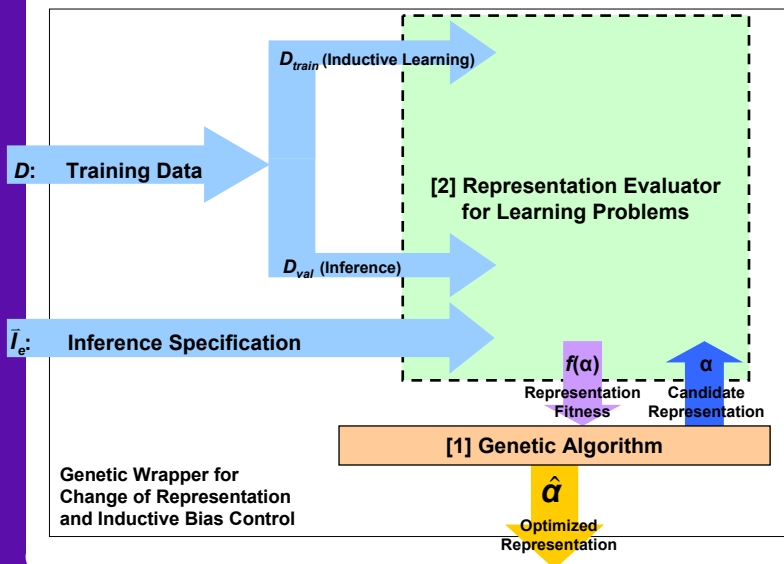 D_train (Inductive Learning)
D: Training Data
[2] Representation Evaluator
for Learning Problems
D_val (Inference)
I⃗_e: Inference Specification
f(α)
Representation
Fitness
α
Candidate
Representation
[1] Genetic Algorithm
Genetic Wrapper for
Change of Representation
and Inductive Bias Control
α̂
Optimized
Representation